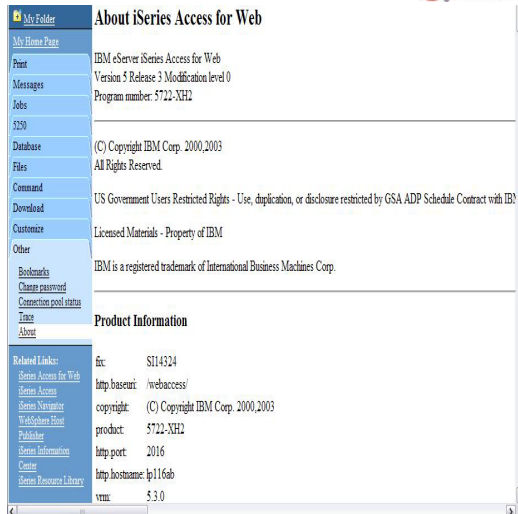 My Folder
My Home Page
Print
Messages
Jobs
5250
Database
Files
Command
Download
Customize
Other
Bookmarks
Change password
Connection pool status
Trace
About
Related Links:
iSeries Access for Web
iSeries Access
iSeries Navigator
WebSphere Host
Publisher
iSeries Information
Center
iSeries Resource Library
About iSeries Access for Web
IBM eServer iSeries Access for Web
Version 5 Release 3 Modification level 0
Program number: 5722-XH2
(C) Copyright IBM Corp. 2000,2003
All Rights Reserved.
US Government Users Restricted Rights - Use, duplication, or disclosure restricted by GSA ADP Schedule Contract with IBM
Licensed Materials - Property of IBM
IBM is a registered trademark of International Business Machines Corp.
Product Information
fix: SI14324
http.baseuri: /webaccess/
copyright: (C) Copyright IBM Corp. 2000,2003
product: 5722-XH2
http.port: 2016
http.hostname: lp116ab
vrm: 5.3.0